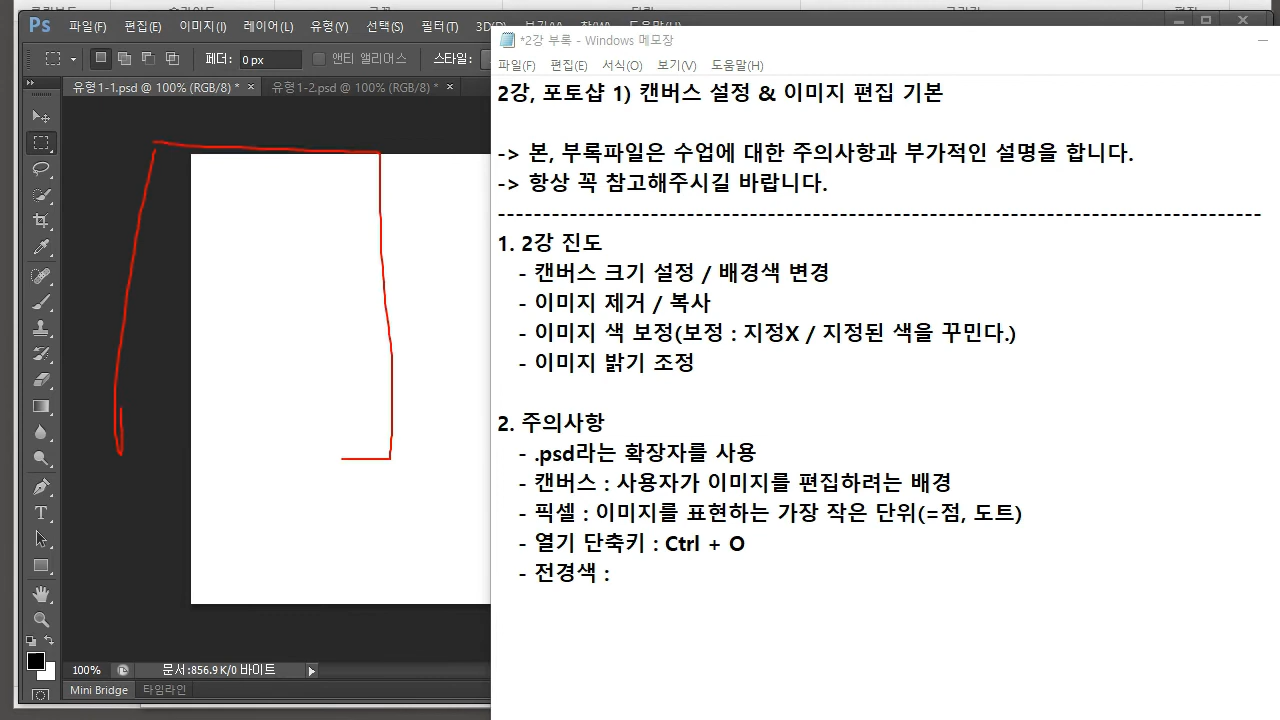 Ps 파일(F) 편집(E) 이미지(I) 레이어(L) 유형(Y) 선택(S) 필터(T)
페더: 0 px 안티 앨리어스 스타일:
유형1-1.psd @ 100% (RGB/8) * × 유형1-2.psd @ 100% (RGB/8) * ×
100% 문서:856.9 K/0 바이트
Mini Bridge 타임라인
*2강 부록 - Windows 메모장
파일(F) 편집(E) 서식(O) 보기(V) 도움말(H)
2강, 포토샵 1) 캔버스 설정 & 이미지 편집 기본
-> 본, 부록파일은 수업에 대한 주의사항과 부가적인 설명을 합니다.
-> 항상 꼭 참고해주시길 바랍니다.
-------------------------------------------------------------------------------------
1. 2강 진도
- 캔버스 크기 설정 / 배경색 변경
- 이미지 제거 / 복사
- 이미지 색 보정(보정 : 지정X / 지정된 색을 꾸민다.)
- 이미지 밝기 조정
2. 주의사항
- .psd라는 확장자를 사용
- 캔버스 : 사용자가 이미지를 편집하려는 배경
- 픽셀 : 이미지를 표현하는 가장 작은 단위(=점, 도트)
- 열기 단축키 : Ctrl + O
- 전경색 :